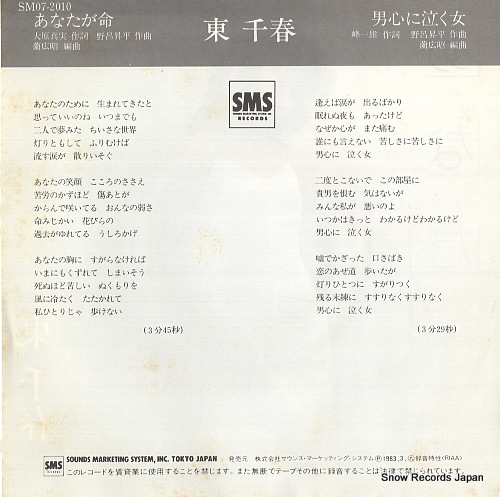 SM07-2010
あなたが命
大原真実 作詞 野呂昇平 作曲
蘭広昭 編曲
東 千春
男心に泣く女
峰一雄 作詞 野呂昇平 作曲
蘭広昭 編曲
SMS
SOUNDS MARKETING SYSTEM, INC.
RECORDS
あなたのために 生まれてきたと
思っていいのね いつまでも
二人で夢みた ちいさな世界
灯りともして ふりむけば
流す涙が 散りいそぐ
あなたの笑顔 こころのささえ
苦労のかずほど 傷あとが
からんで咲いてる おんなの弱さ
命みじかい 花びらの
過去がゆれてる うしろかげ
あなたの胸に すがらなければ
いまにもくずれて しまいそう
死ぬほど苦しい ぬくもりを
風に冷たく たたかれて
私ひとりじゃ 歩けない
(3分45秒)
逢えば涙が 出るばかり
眠れぬ夜も あったけど
なぜか心が また痛む
誰にも言えない 苦しさに苦しさに
男心に 泣く女
二度とこないで この部屋に
貴男を恨む 気はないが
みんな私が 悪いのよ
いつかはきっと わかるけどわかるけど
男心に 泣く女
嘘でかざった 口さばき
恋のあぜ道 歩いたが
灯りひとつに すがりつく
残る未練に すすりなくすすりなく
男心に 泣く女
(3分29秒)
SMS
RECORDS
SOUNDS MARKETING SYSTEM, INC. TOKYO JAPAN 発売元 株式会社サウンズ・マーケッティング・システム Ⓟ1983.3. Ⓡ録音特性(RIAA)
このレコードを賃貸業に使用することを禁じます。また無断でテープその他に録音することは法律で禁じられています。
Snow Records Japan